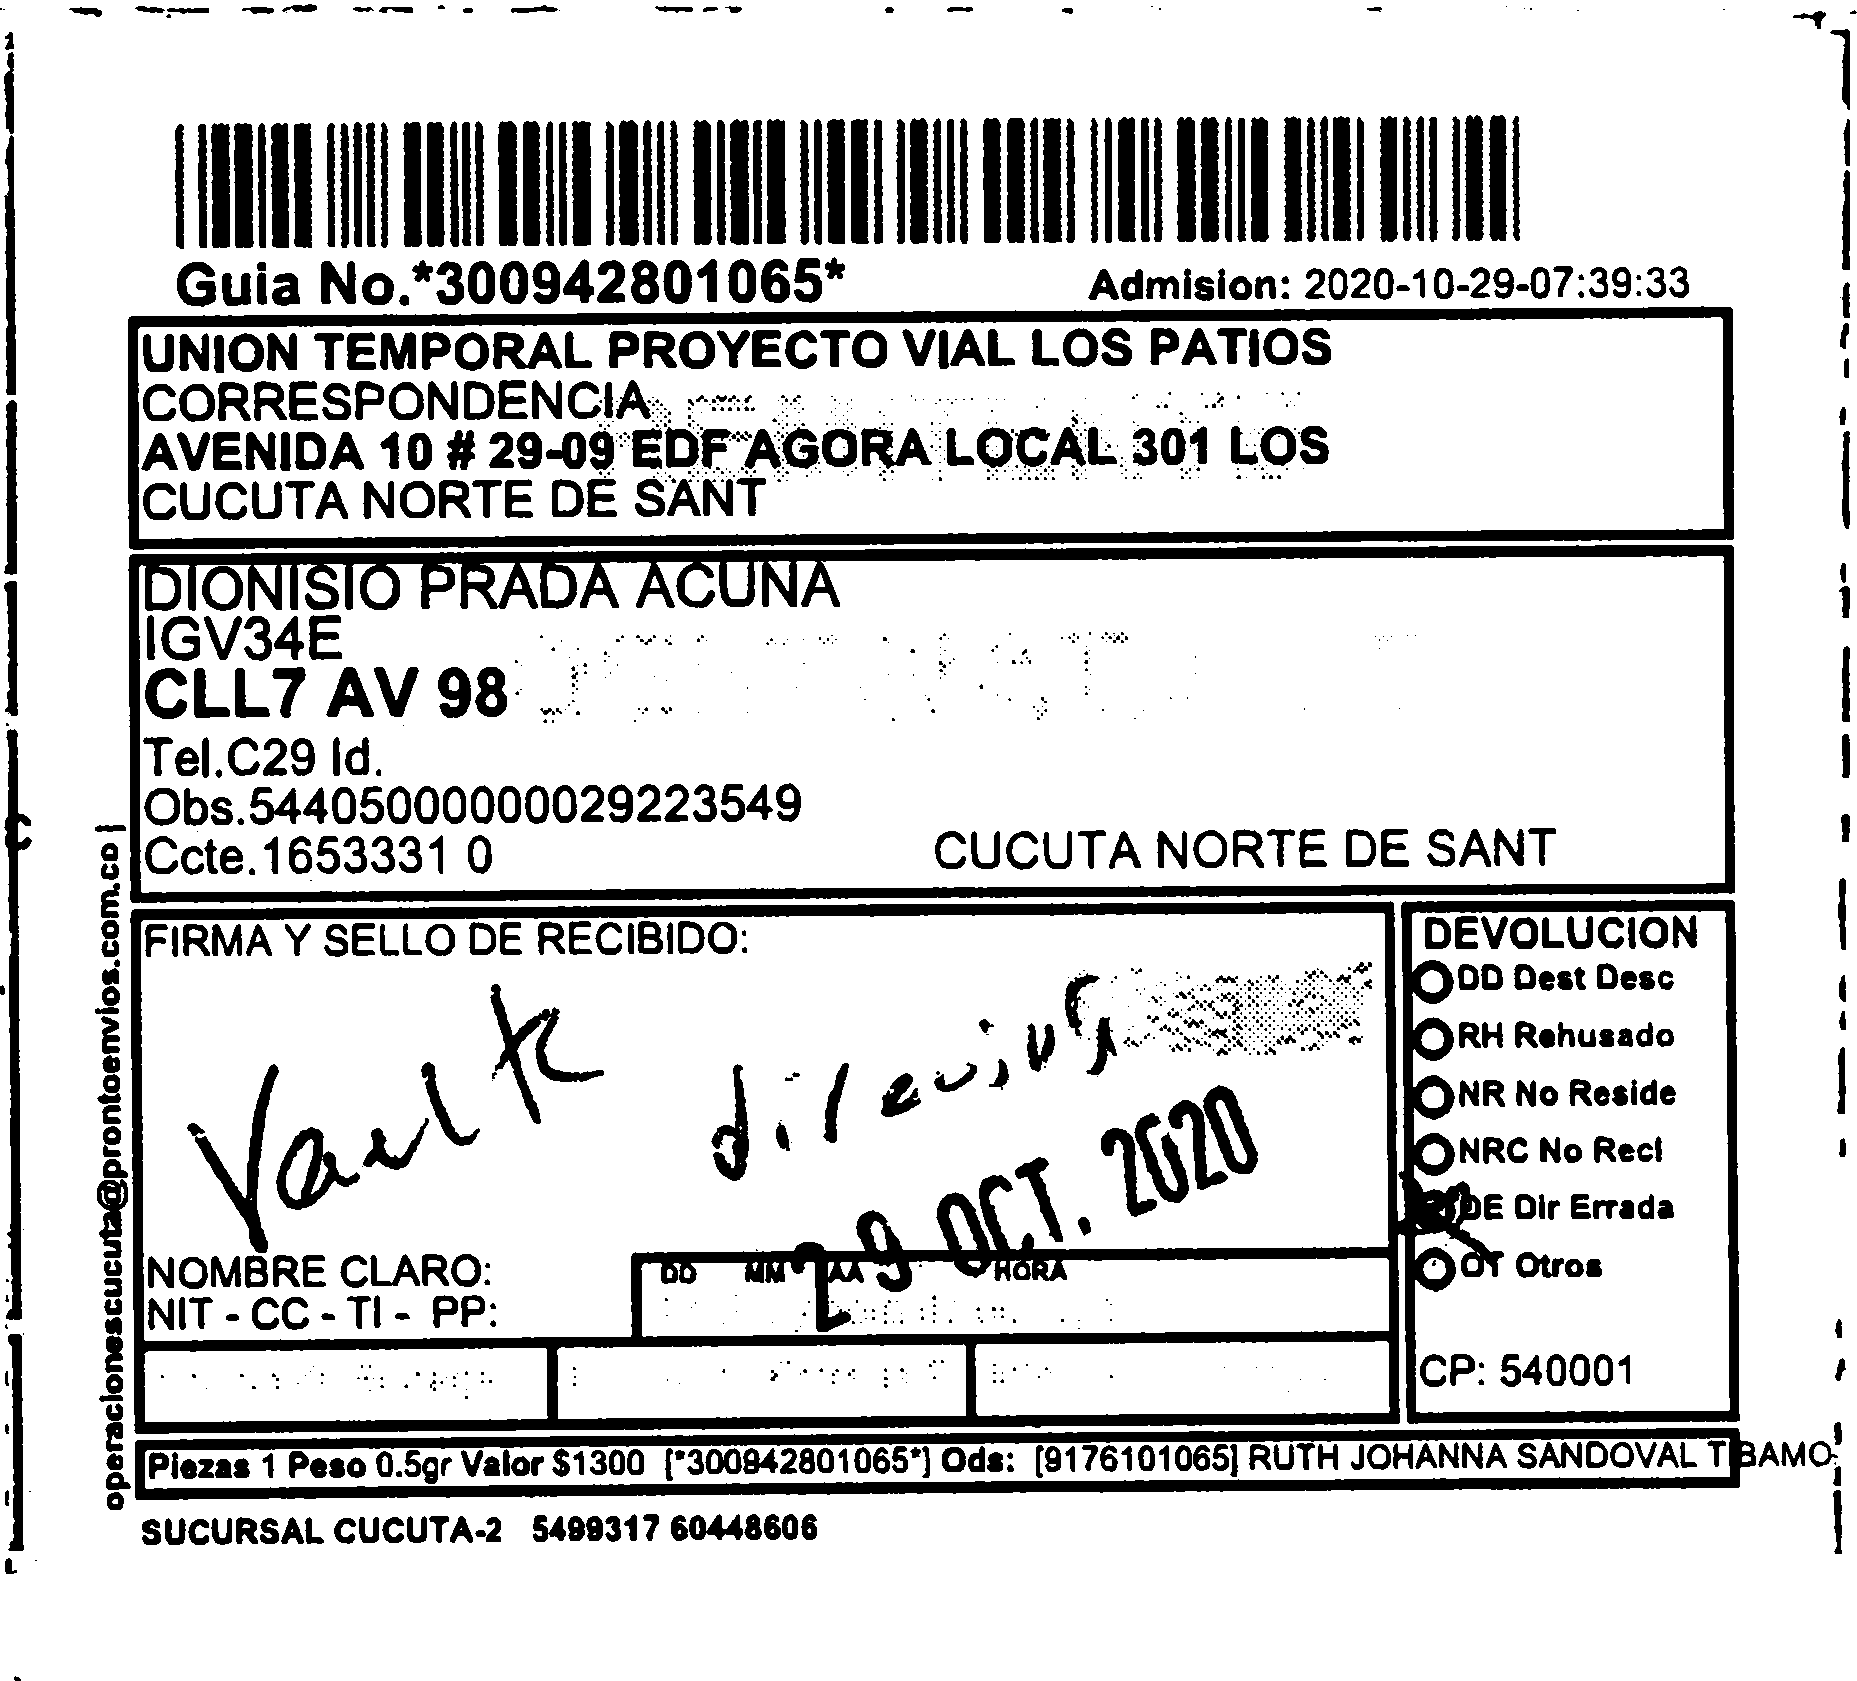 Guia No.*300942801065*
Admision: 2020-10-29-07:39:33
UNION TEMPORAL PROYECTO VIAL LOS PATIOS
CORRESPONDENCIA
AVENIDA 10 # 29-09 EDF AGORA LOCAL 301 LOS
CUCUTA NORTE DE SANT
DIONISIO PRADA ACUNA
IGV34E
CLL7 AV 98
Tel.C29 Id.
Obs.544050000000029223549
Ccte.1653331 0
CUCUTA NORTE DE SANT
operacionescucuta@prontoenvios.com.co |
FIRMA Y SELLO DE RECIBIDO:
29 OCT. 2020
NOMBRE CLARO:
NIT - CC - TI - PP:
DD MM AA HORA
DEVOLUCION
DD Dest Desc
RH Rehusado
NR No Reside
NRC No Recl
DE Dir Errada
OT Otros
CP: 540001
Piezas 1 Peso 0.5gr Valor $1300 [*300942801065*] Ods: [9176101065] RUTH JOHANNA SANDOVAL TIBAMO
SUCURSAL CUCUTA-2 5499317 60448606